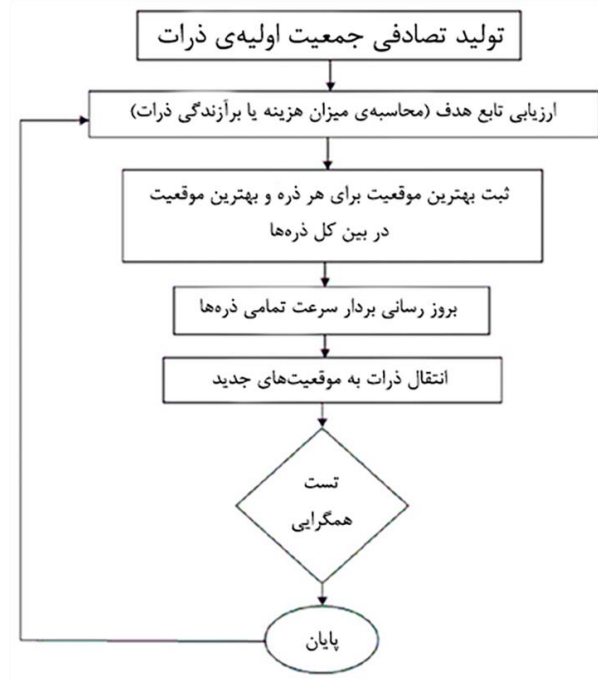 تولید تصادفی جمعیت اولیه‌ی ذرات
ارزیابی تابع هدف (محاسبه‌ی میزان هزینه یا برآزندگی ذرات)
ثبت بهترین موقعیت برای هر ذره و بهترین موقعیت
در بین کل ذره‌ها
بروز رسانی بردار سرعت تمامی ذره‌ها
انتقال ذرات به موقعیت‌های جدید
تست
همگرایی
پایان